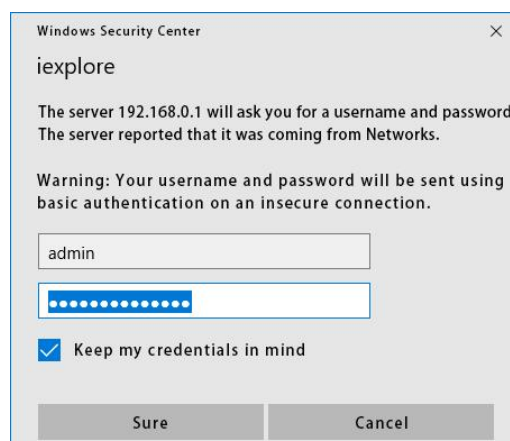 Windows Security Center
iexplore
The server 192.168.0.1 will ask you for a username and password
The server reported that it was coming from Networks.
Warning: Your username and password will be sent using
basic authentication on an insecure connection.
admin
●●●●●●●●●●●●●●
Keep my credentials in mind
Sure
Cancel